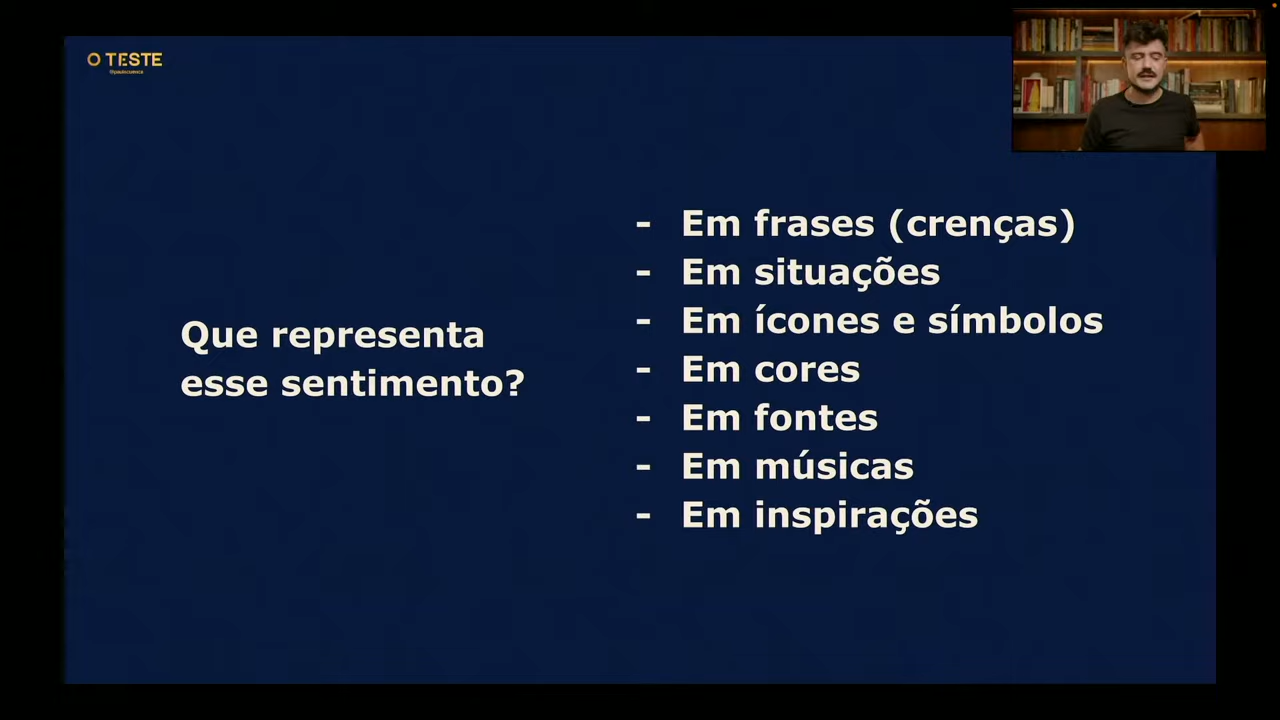 O TESTE
@paulocuenca
Que representa
esse sentimento?
- Em frases (crenças)
- Em situações
- Em ícones e símbolos
- Em cores
- Em fontes
- Em músicas
- Em inspirações